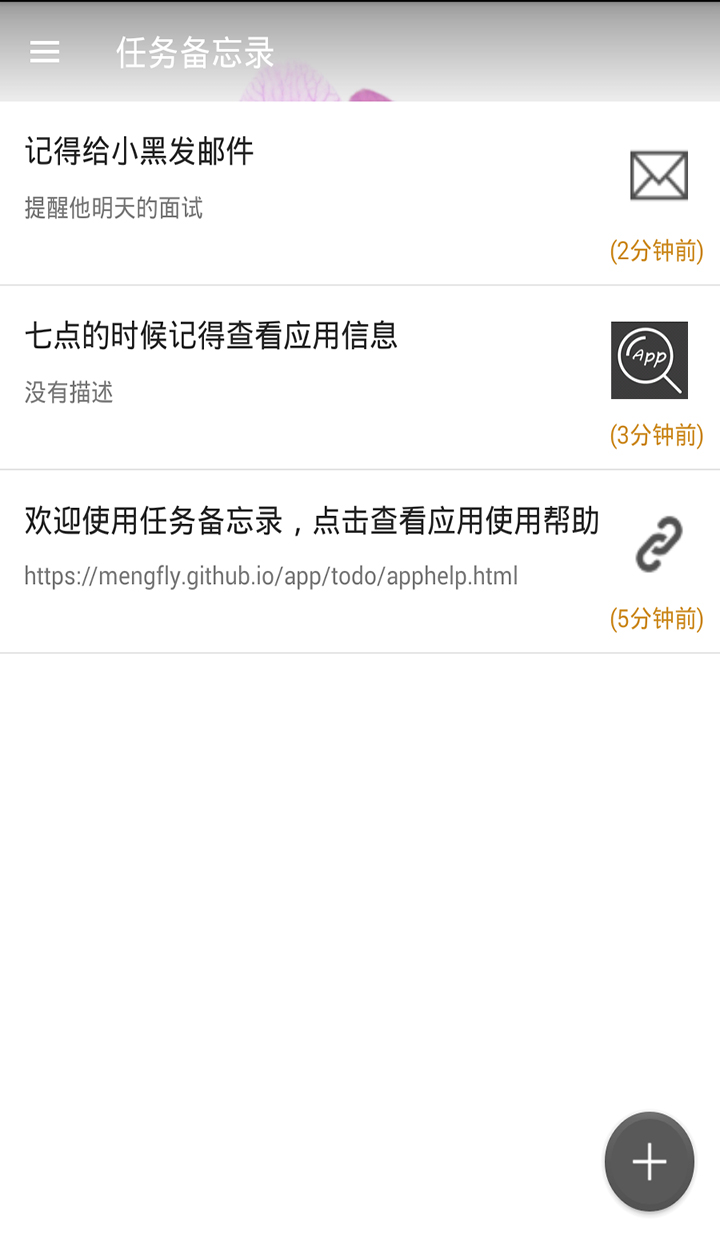 任务备忘录
记得给小黑发邮件
提醒他明天的面试
(2分钟前)
七点的时候记得查看应用信息
App
没有描述
(3分钟前)
欢迎使用任务备忘录，点击查看应用使用帮助
https://mengfly.github.io/app/todo/apphelp.html
(5分钟前)